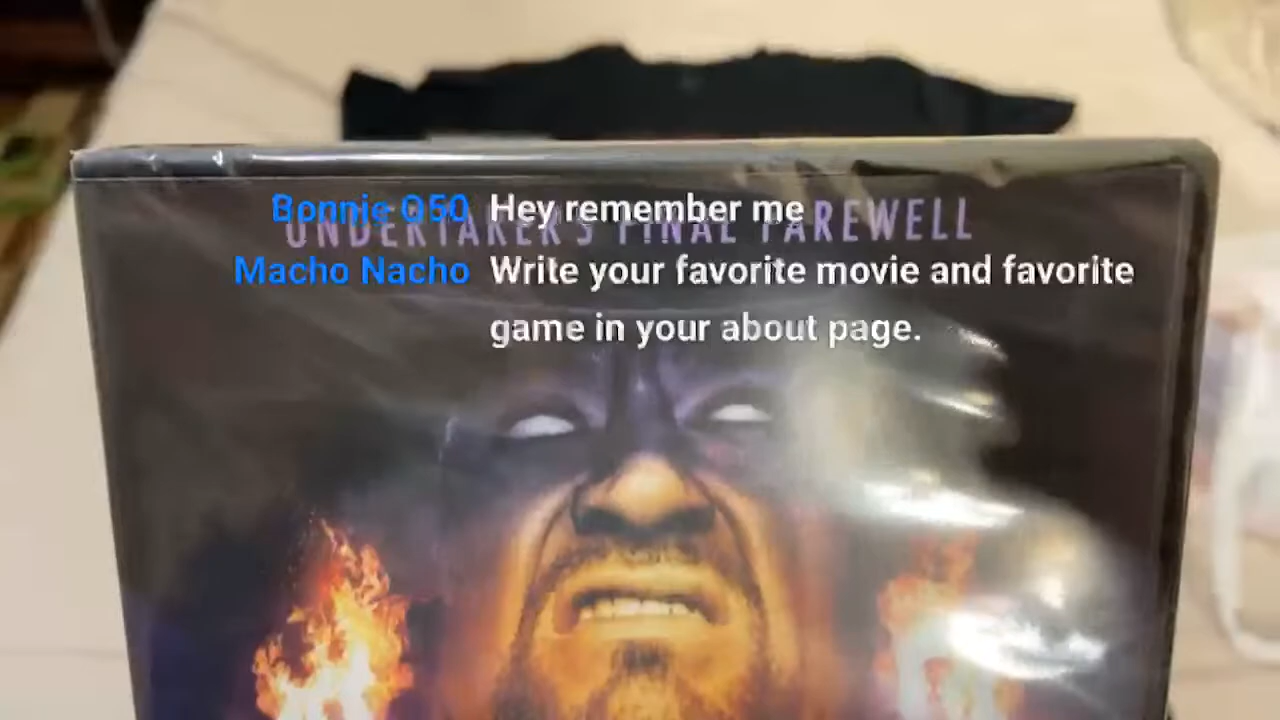 Bonnie Q50 Hey remember me
UNDERTAKER'S FINAL FAREWELL
Macho Nacho Write your favorite movie and favorite
game in your about page.